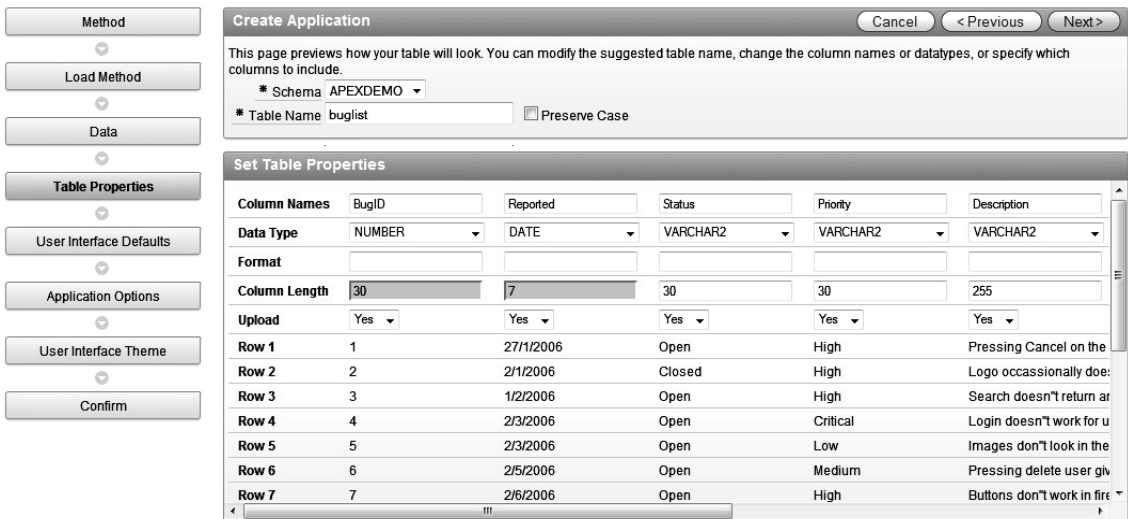 Method
Load Method
Data
Table Properties
User Interface Defaults
Application Options
User Interface Theme
Confirm
Create Application
Cancel < Previous Next >
This page previews how your table will look. You can modify the suggested table name, change the column names or datatypes, or specify which
columns to include.
* Schema APEXDEMO
* Table Name buglist Preserve Case
Set Table Properties
Column Names BugID Reported Status Priority Description
Data Type NUMBER DATE VARCHAR2 VARCHAR2 VARCHAR2
Format
Column Length 30 7 30 30 255
Upload Yes Yes Yes Yes Yes
Row 1 1 27/1/2006 Open High Pressing Cancel on the
Row 2 2 2/1/2006 Closed High Logo occassionally does
Row 3 3 1/2/2006 Open High Search doesn"t return an
Row 4 4 2/3/2006 Open Critical Login doesn"t work for u
Row 5 5 2/3/2006 Open Low Images don"t look in the
Row 6 6 2/5/2006 Open Medium Pressing delete user giv
Row 7 7 2/6/2006 Open High Buttons don"t work in fire